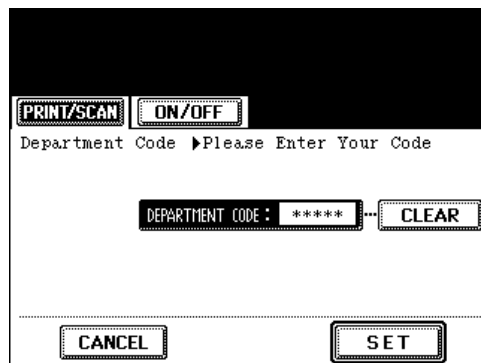 PRINT/SCAN ON/OFF
Department Code ▶Please Enter Your Code
DEPARTMENT CODE: ***** CLEAR
CANCEL SET